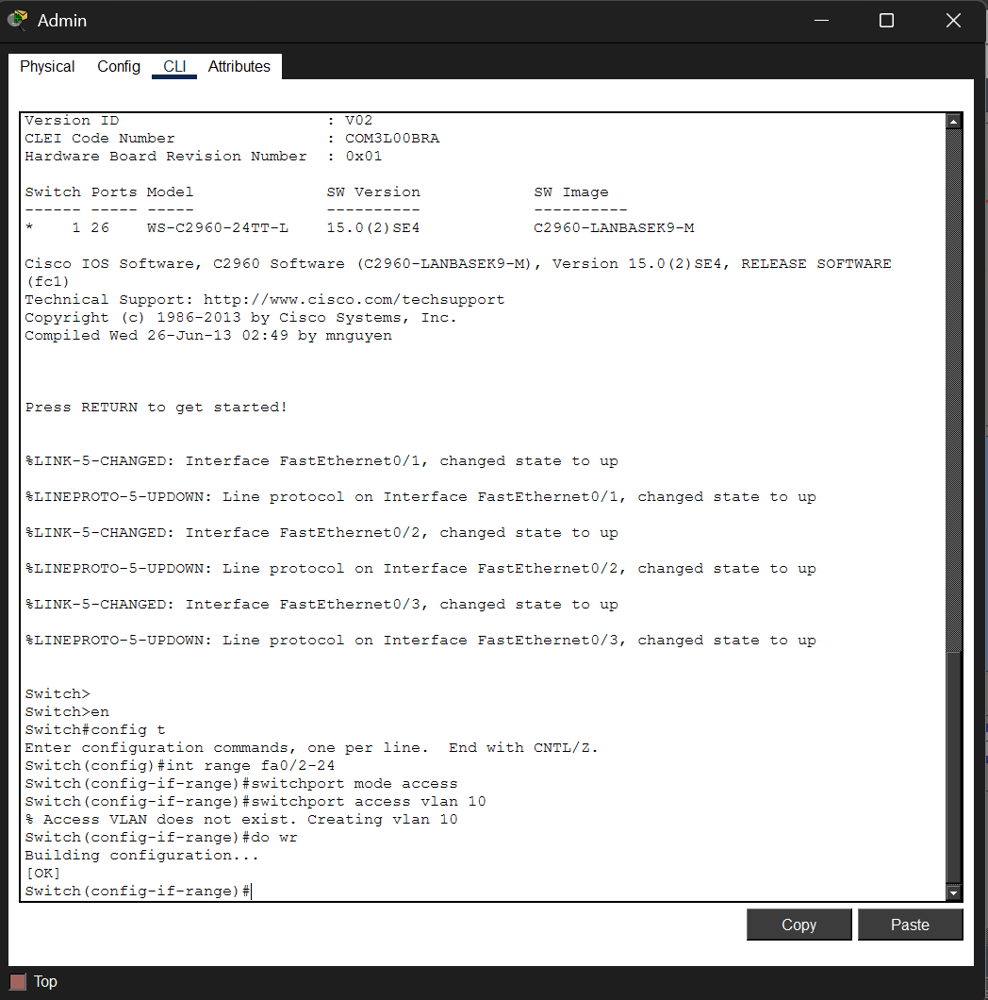 Admin
Physical Config CLI Attributes
Version ID                      : V02
CLEI Code Number                : COM3L00BRA
Hardware Board Revision Number  : 0x01
Switch Ports Model              SW Version            SW Image
------ ----- -----              ----------            ----------
*    1 26    WS-C2960-24TT-L    15.0(2)SE4            C2960-LANBASEK9-M
Cisco IOS Software, C2960 Software (C2960-LANBASEK9-M), Version 15.0(2)SE4, RELEASE SOFTWARE
(fc1)
Technical Support: http://www.cisco.com/techsupport
Copyright (c) 1986-2013 by Cisco Systems, Inc.
Compiled Wed 26-Jun-13 02:49 by mnguyen
Press RETURN to get started!
%LINK-5-CHANGED: Interface FastEthernet0/1, changed state to up
%LINEPROTO-5-UPDOWN: Line protocol on Interface FastEthernet0/1, changed state to up
%LINK-5-CHANGED: Interface FastEthernet0/2, changed state to up
%LINEPROTO-5-UPDOWN: Line protocol on Interface FastEthernet0/2, changed state to up
%LINK-5-CHANGED: Interface FastEthernet0/3, changed state to up
%LINEPROTO-5-UPDOWN: Line protocol on Interface FastEthernet0/3, changed state to up
Switch>
Switch>en
Switch#config t
Enter configuration commands, one per line.  End with CNTL/Z.
Switch(config)#int range fa0/2-24
Switch(config-if-range)#switchport mode access
Switch(config-if-range)#switchport access vlan 10
% Access VLAN does not exist. Creating vlan 10
Switch(config-if-range)#do wr
Building configuration...
[OK]
Switch(config-if-range)#
Copy Paste
Top